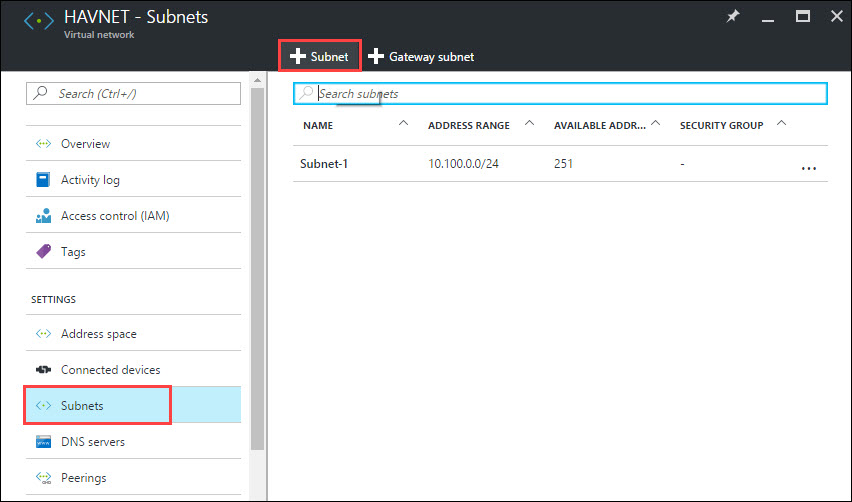 HAVNET - Subnets
Virtual network
Subnet
Gateway subnet
Search (Ctrl+/)
Overview
Activity log
Access control (IAM)
Tags
SETTINGS
Address space
Connected devices
Subnets
DNS servers
Peerings
Search subnets
NAME ADDRESS RANGE AVAILABLE ADDR... SECURITY GROUP
Subnet-1 10.100.0.0/24 251 - ...